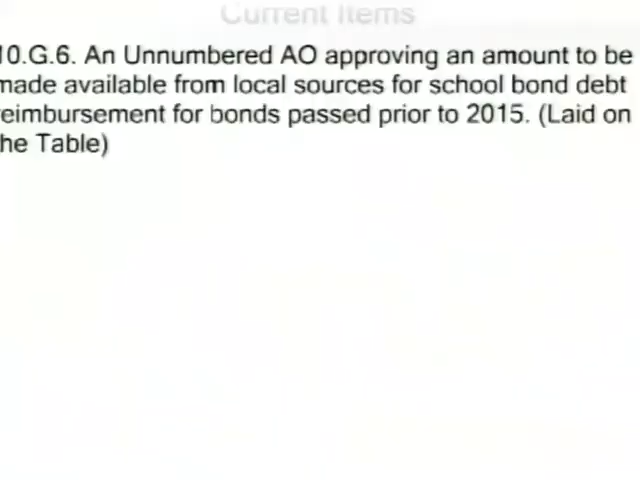 Current Items
10.G.6. An Unnumbered AO approving an amount to be
made available from local sources for school bond debt
reimbursement for bonds passed prior to 2015. (Laid on
the Table)